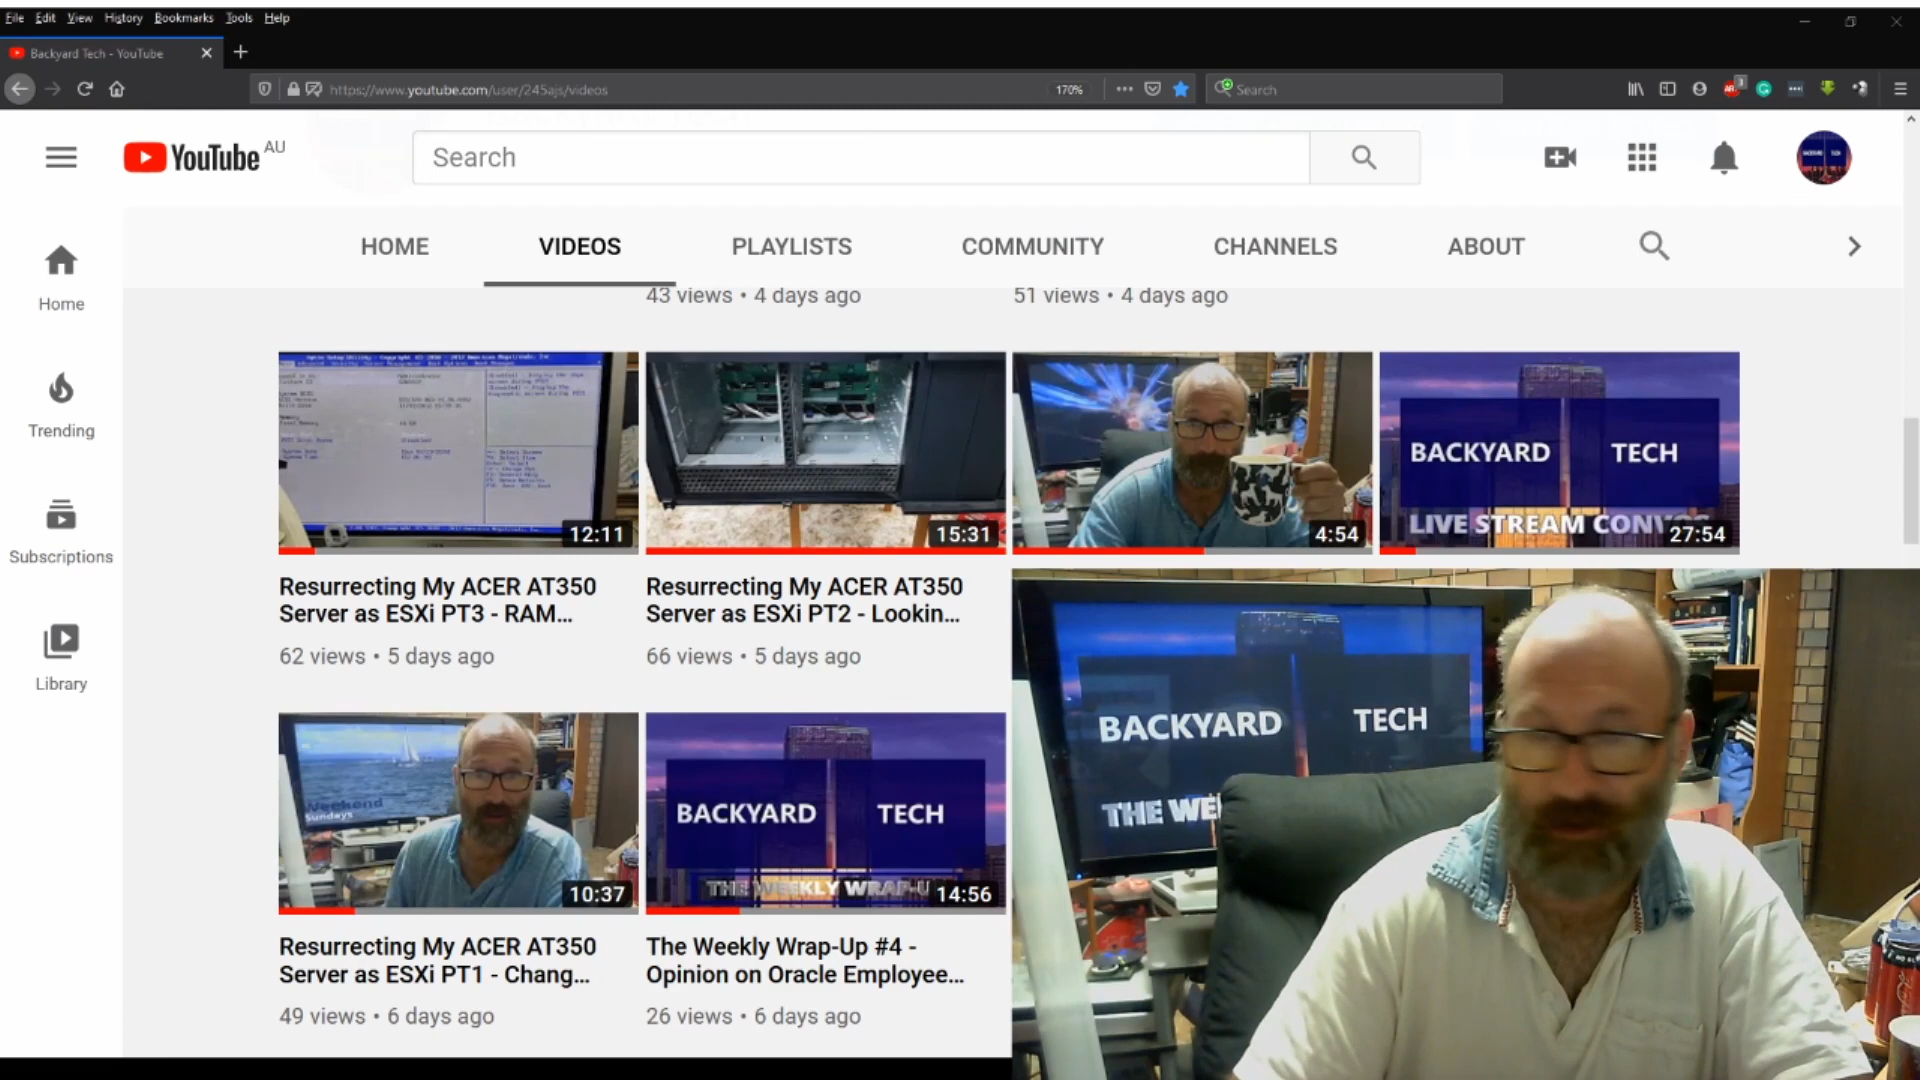 File Edit View History Bookmarks Tools Help
Backyard Tech - YouTube
https://www.youtube.com/user/245ajs/videos
170%
Search
YouTube AU
Search
HOME VIDEOS PLAYLISTS COMMUNITY CHANNELS ABOUT
Home
Trending
Subscriptions
Library
43 views • 4 days ago
51 views • 4 days ago
12:11
15:31
4:54
BACKYARD TECH
LIVE STREAM
27:54
Resurrecting My ACER AT350
Server as ESXi PT3 - RAM...
62 views • 5 days ago
Resurrecting My ACER AT350
Server as ESXi PT2 - Lookin...
66 views • 5 days ago
Weekend
Sundays
10:37
BACKYARD TECH
THE WEEKLY WRAP-U
14:56
Resurrecting My ACER AT350
Server as ESXi PT1 - Chang...
49 views • 6 days ago
The Weekly Wrap-Up #4 -
Opinion on Oracle Employee...
26 views • 6 days ago
BACKYARD TECH
THE WE